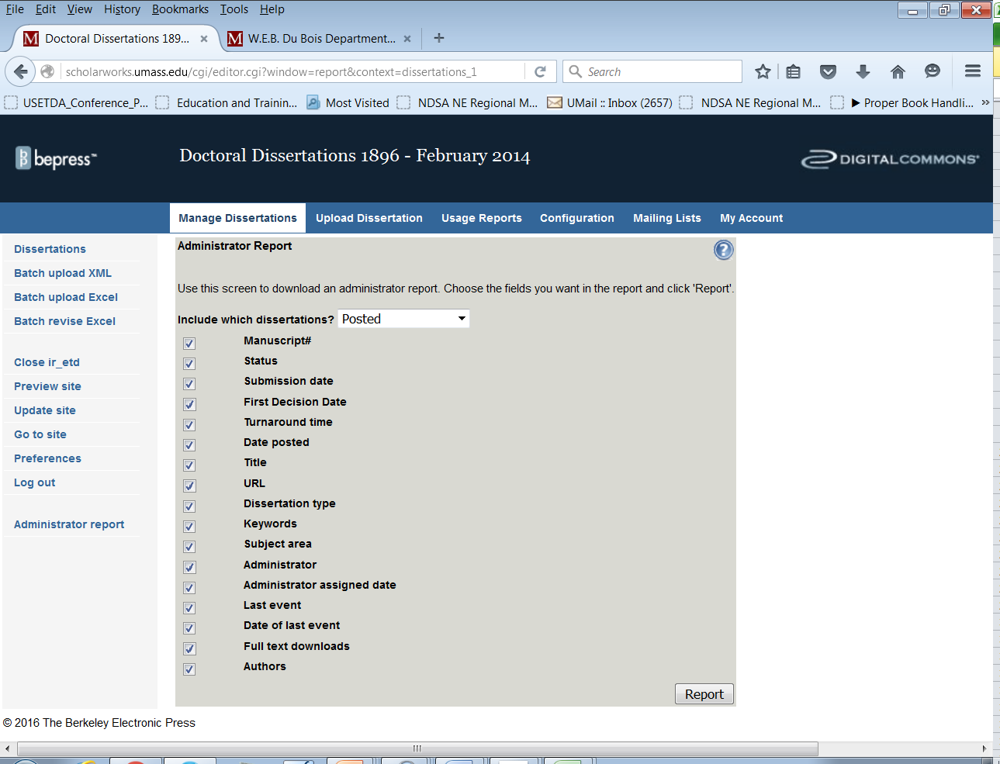 File Edit View History Bookmarks Tools Help
Doctoral Dissertations 189... × W.E.B. Du Bois Department... × +
scholarworks.umass.edu/cgi/editor.cgi?window=report&context=dissertations_1 Search
USETDA_Conference_P... Education and Trainin... Most Visited NDSA NE Regional M... UMail :: Inbox (2657) NDSA NE Regional M... ▶ Proper Book Handli... »
bepress™ Doctoral Dissertations 1896 - February 2014 DIGITALCOMMONS
Manage Dissertations Upload Dissertation Usage Reports Configuration Mailing Lists My Account
Dissertations
Batch upload XML
Batch upload Excel
Batch revise Excel
Close ir_etd
Preview site
Update site
Go to site
Preferences
Log out
Administrator report
Administrator Report
Use this screen to download an administrator report. Choose the fields you want in the report and click 'Report'.
Include which dissertations? Posted
Manuscript#
Status
Submission date
First Decision Date
Turnaround time
Date posted
Title
URL
Dissertation type
Keywords
Subject area
Administrator
Administrator assigned date
Last event
Date of last event
Full text downloads
Authors
Report
© 2016 The Berkeley Electronic Press